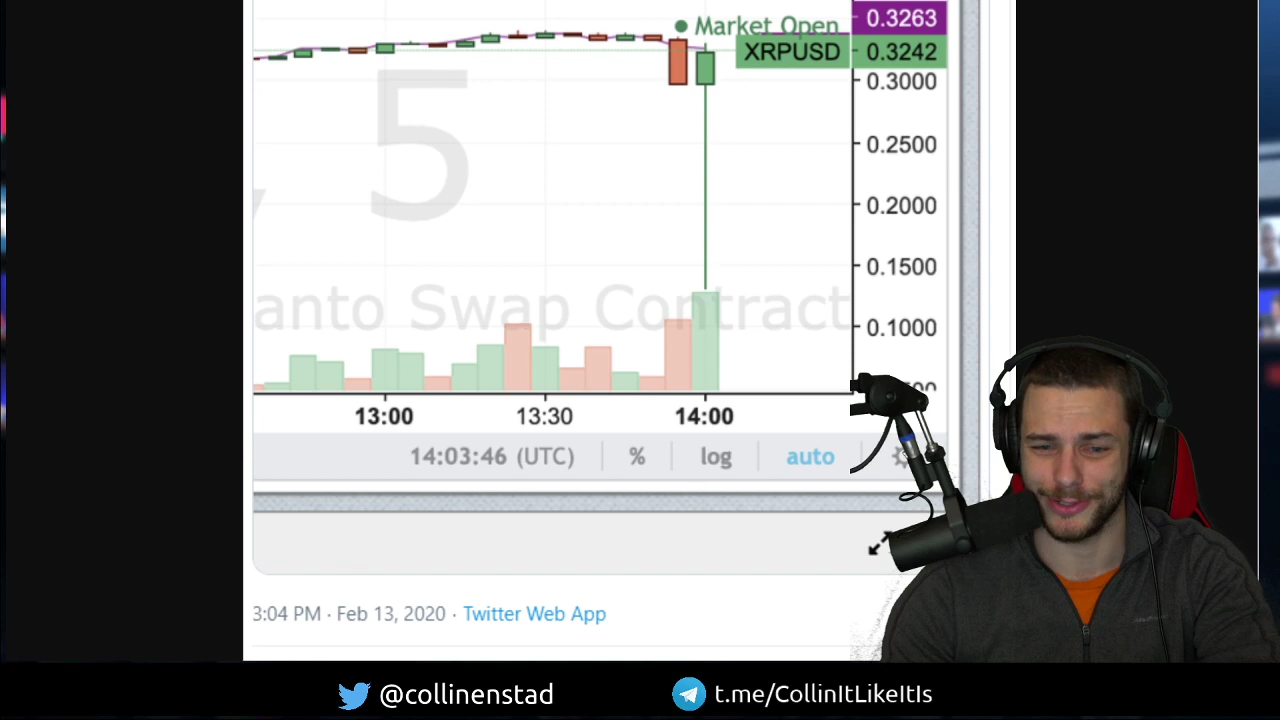 0.3263
Market Open
XRPUSD 0.3242
0.3000
5
0.2500
0.2000
0.1500
anto Swap Contract
0.1000
13:00 13:30 14:00
14:03:46 (UTC) % log auto
3:04 PM · Feb 13, 2020 · Twitter Web App
@collinenstad t.me/CollinItLikeItIs